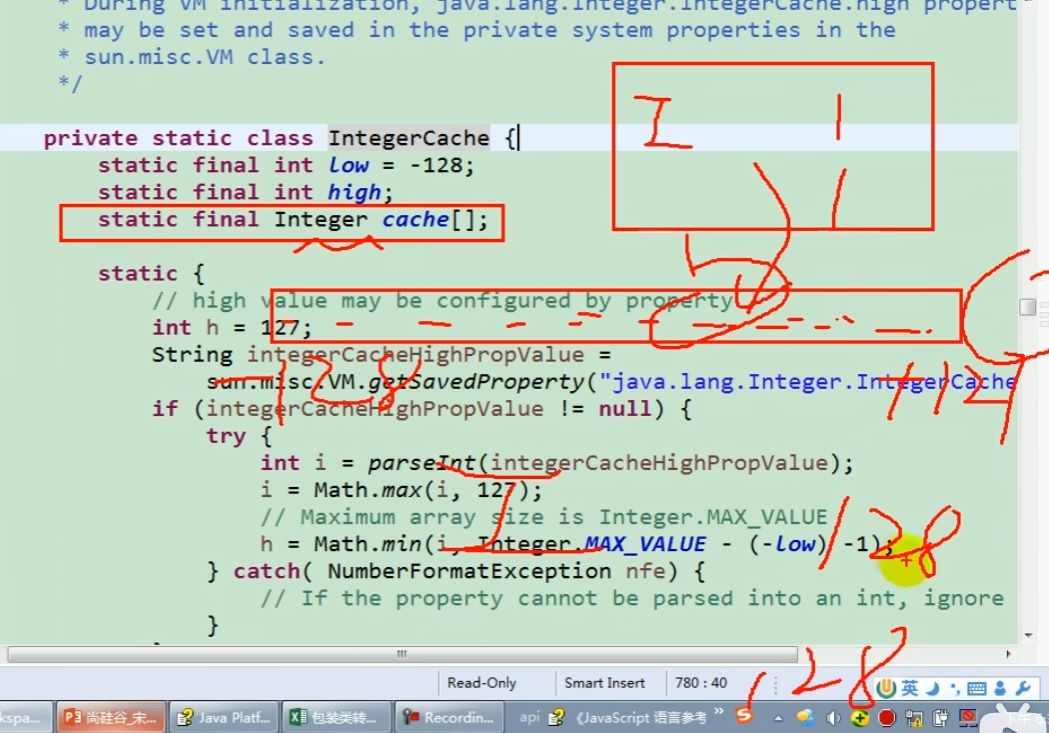 * During VM initialization, java.lang.Integer.IntegerCache.high propert
* may be set and saved in the private system properties in the
* sun.misc.VM class.
*/
private static class IntegerCache {
static final int low = -128;
static final int high;
static final Integer cache[];
I 1
static {
// high value may be configured by property
int h = 127;
String integerCacheHighPropValue =
-128
+127
sun.misc.VM.getSavedProperty("java.lang.Integer.IntegerCache
if (integerCacheHighPropValue != null) {
try {
int i = parseInt(integerCacheHighPropValue);
i = Math.max(i, 127);
I
// Maximum array size is Integer.MAX_VALUE
h = Math.min(i, Integer.MAX_VALUE - (-low) -1);
128
} catch( NumberFormatException nfe) {
// If the property cannot be parsed into an int, ignore
}
128
Read-Only Smart Insert 780 : 40 英
kspa... 尚硅谷_宋... Java Platf... 包装类转... Recordin... api 《JavaScript 语言参考 »